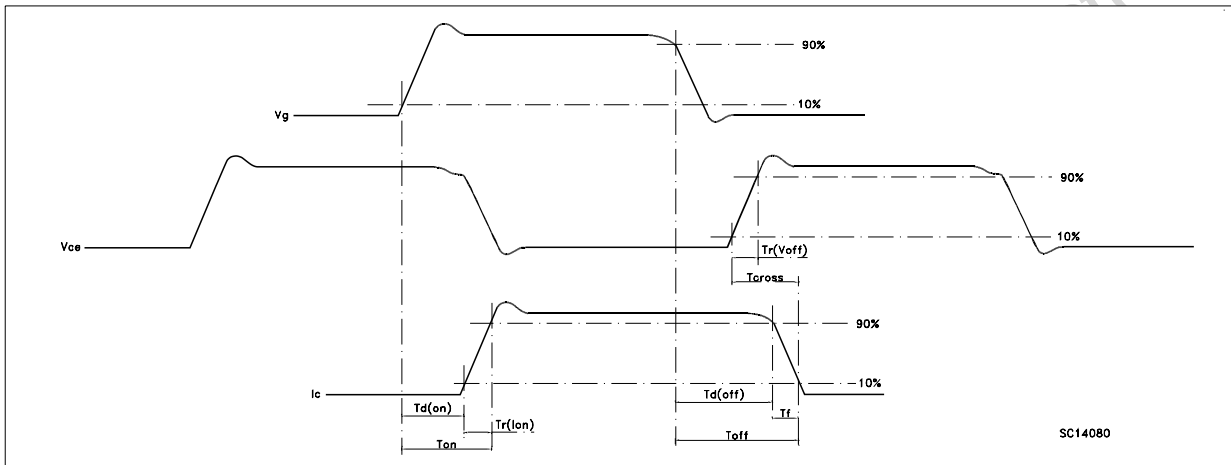 90%
10%
Vg
90%
10%
Vce
Tr(Voff)
Tcross
90%
10%
Ic
Td(on)
Td(off)
Tr(Ion)
Tf
Ton
Toff
SC14080